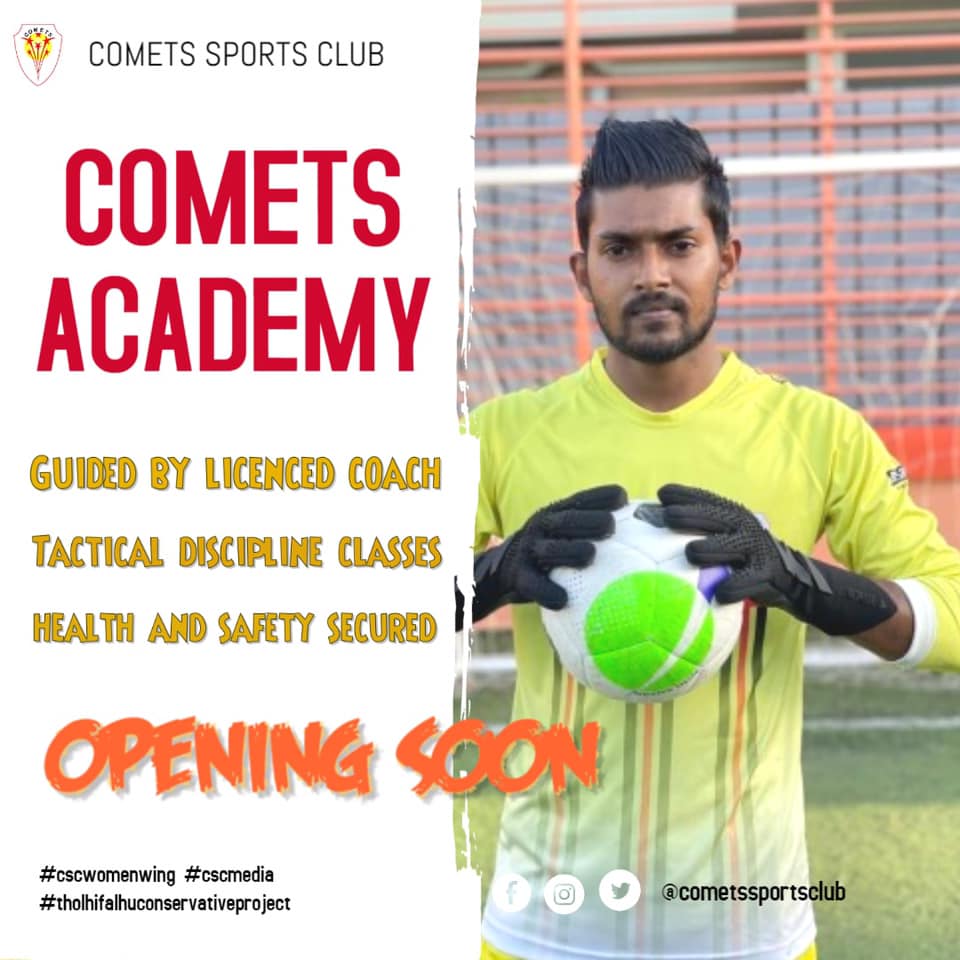 COMETS
COMETS SPORTS CLUB
COMETS
ACADEMY
GUIDED BY LICENCED COACH
TACTICAL DISCIPLINE CLASSES
HEALTH AND SAFETY SECURED
OPENING SOON
#cscwomenwing #cscmedia
#tholhifalhuconservativeproject
@cometssportsclub